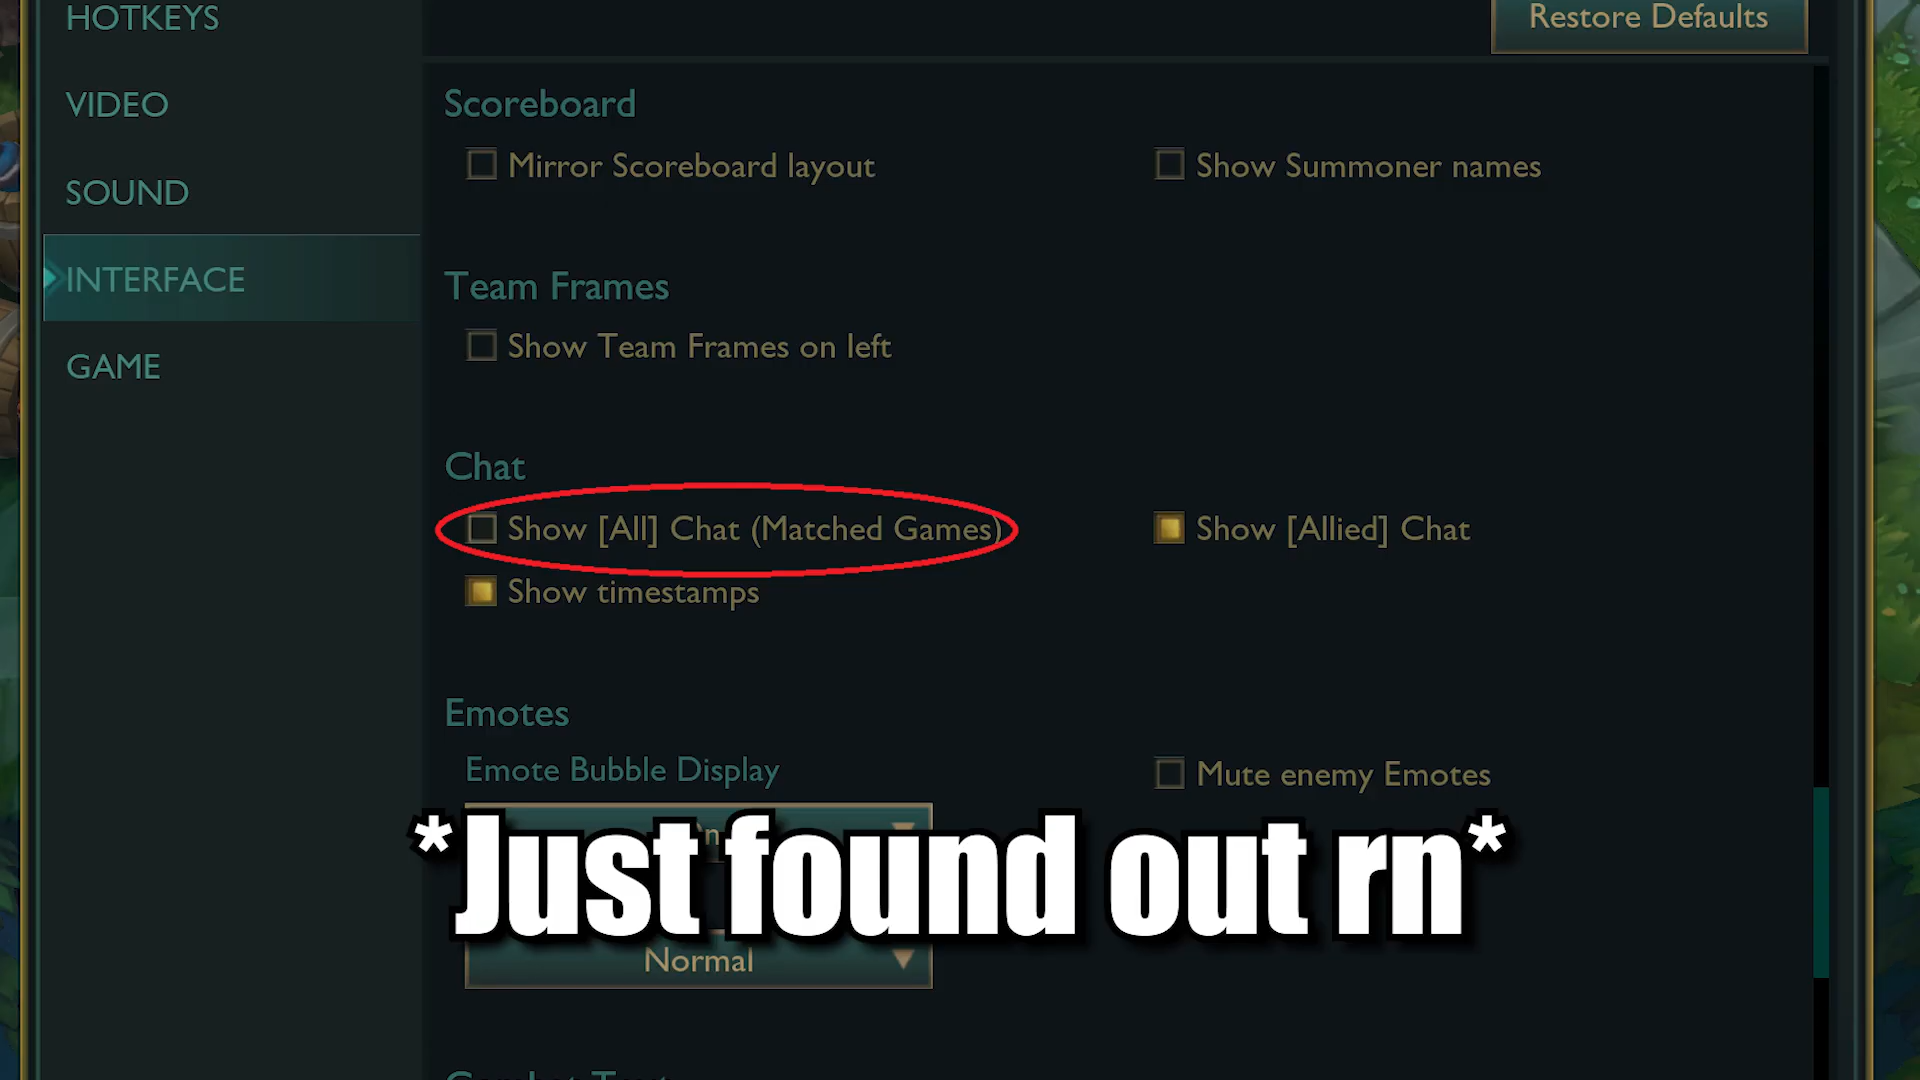 HOTKEYS
Restore Defaults
VIDEO
Scoreboard
Mirror Scoreboard layout
Show Summoner names
SOUND
INTERFACE
Team Frames
Show Team Frames on left
GAME
Chat
Show [All] Chat (Matched Games)
Show [Allied] Chat
Show timestamps
Emotes
Emote Bubble Display
Mute enemy Emotes
*Just found out rn*
Normal